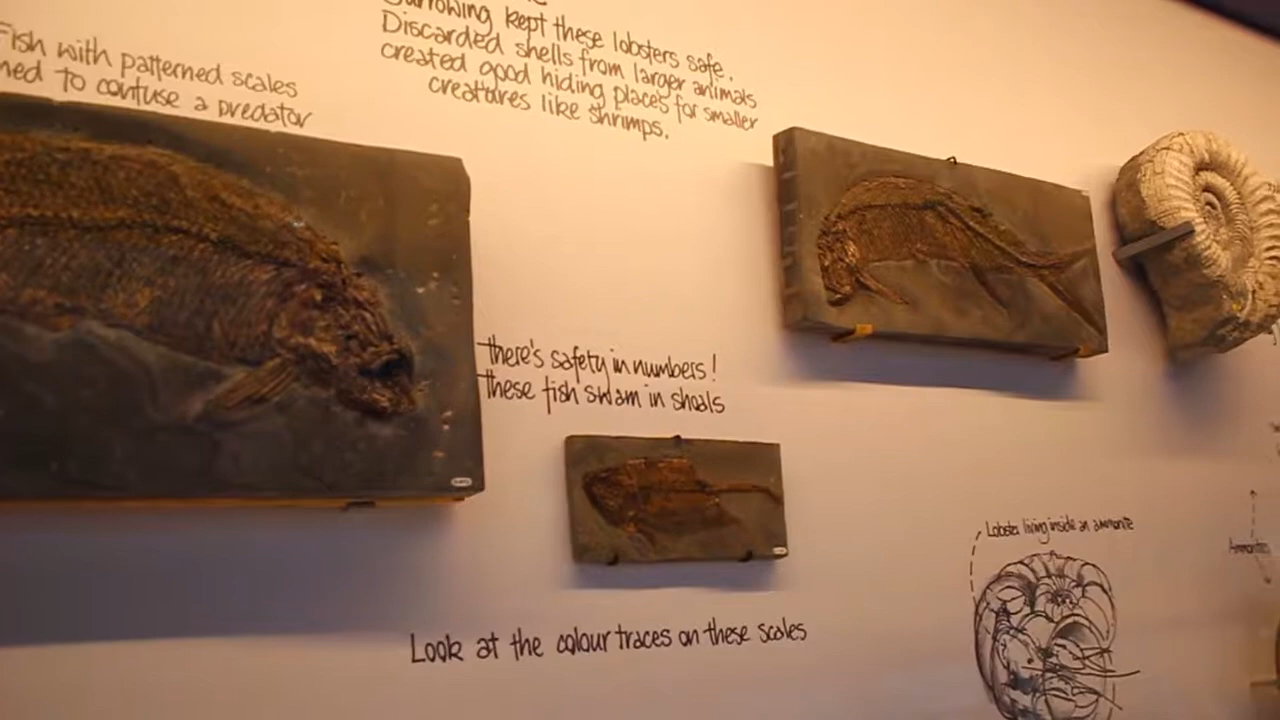 Fish with patterned scales
to confuse a predator
Burrowing kept these lobsters safe.
Discarded shells from larger animals
created good hiding places for smaller
creatures like shrimps.
there's safety in numbers!
these fish swam in shoals
Look at the colour traces on these scales
Lobster living inside an ammonite
Ammonites